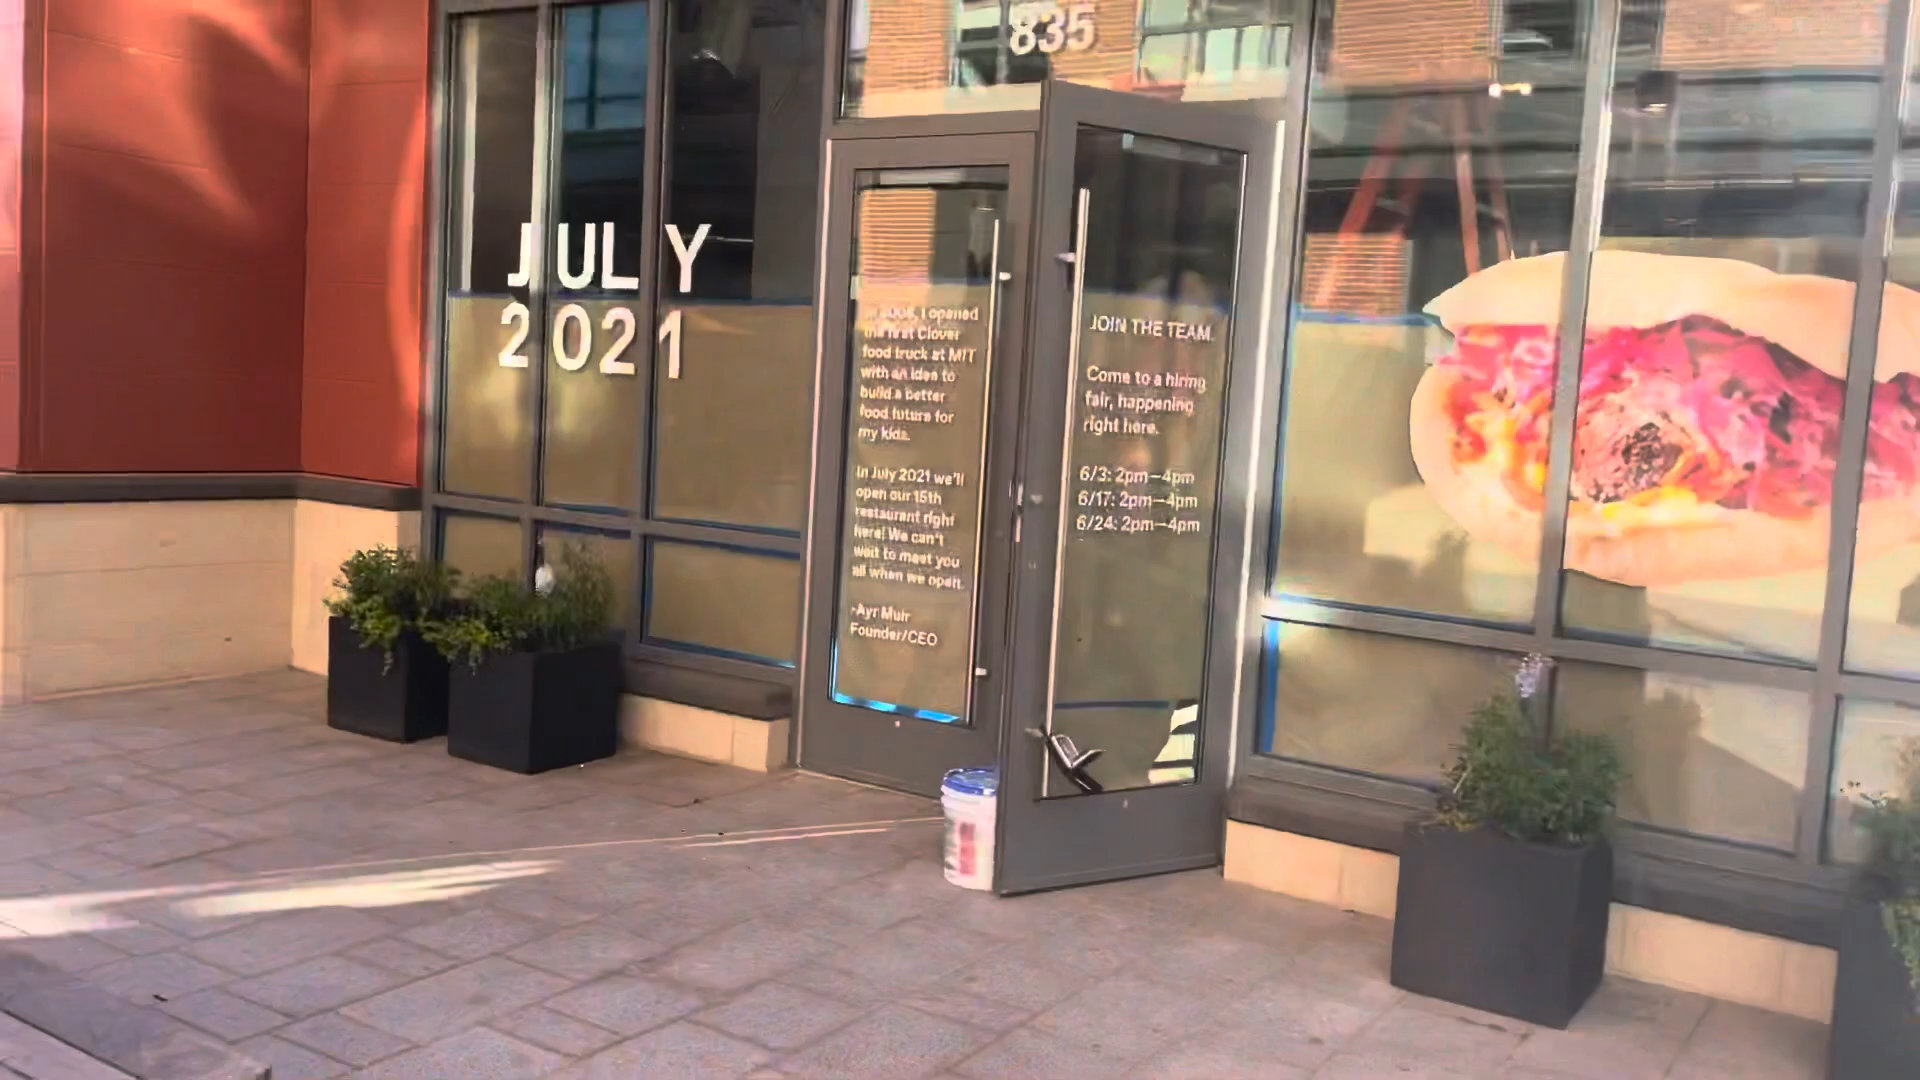 835
JULY
2021
I opened
the first Clover
food truck at MIT
with an idea to
build a better
food future for
my kids.
In July 2021 we'll
open our 15th
restaurant right
here! We can't
wait to meet you
all when we open.
-Ayr Muir
Founder/CEO
JOIN THE TEAM.
Come to a hiring
fair, happening
right here.
6/3: 2pm–4pm
6/17: 2pm–4pm
6/24: 2pm–4pm